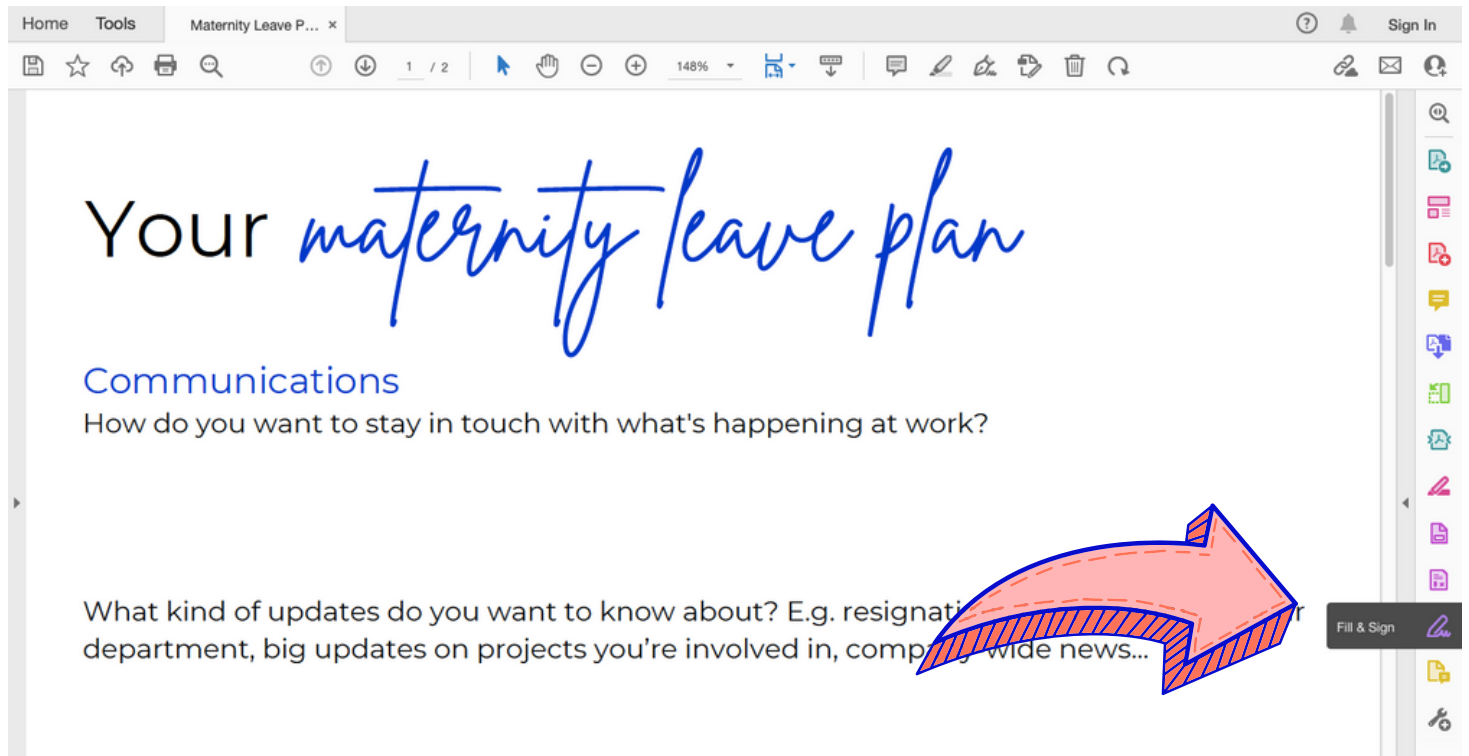 Home Tools Maternity Leave P... × Sign In
1 / 2 148%
Your maternity leave plan
Communications
How do you want to stay in touch with what's happening at work?
What kind of updates do you want to know about? E.g. resignati r
Fill & Sign
department, big updates on projects you're involved in, comp wide news...